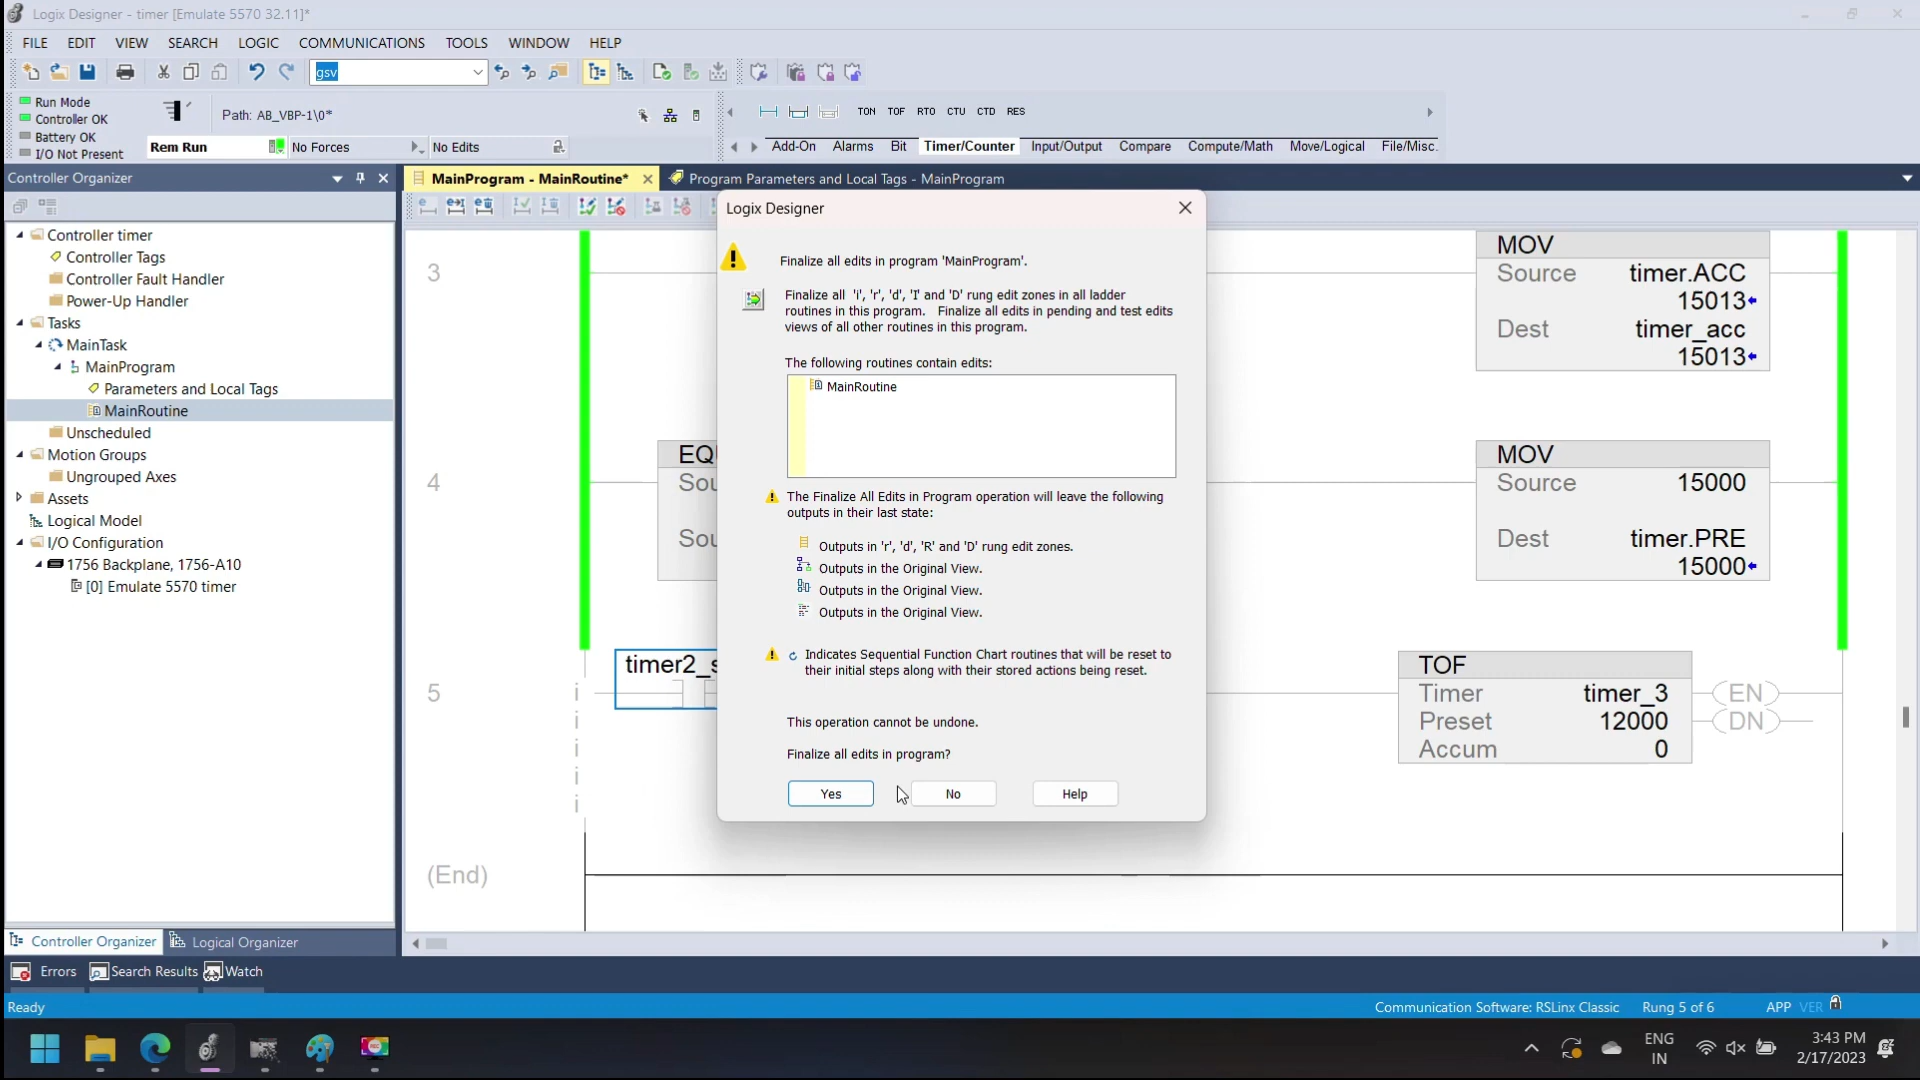 Logix Designer - timer [Emulate 5570 32.11]*
FILE EDIT VIEW SEARCH LOGIC COMMUNICATIONS TOOLS WINDOW HELP
gsv
Run Mode
Controller OK
Battery OK
I/O Not Present
Path: AB_VBP-1\0*
Rem Run No Forces No Edits
TON TOF RTO CTU CTD RES
Add-On Alarms Bit Timer/Counter Input/Output Compare Compute/Math Move/Logical File/Misc.
Controller Organizer
MainProgram - MainRoutine*
Program Parameters and Local Tags - MainProgram
Controller timer
Controller Tags
Controller Fault Handler
Power-Up Handler
Tasks
MainTask
MainProgram
Parameters and Local Tags
MainRoutine
Unscheduled
Motion Groups
Ungrouped Axes
Assets
Logical Model
I/O Configuration
1756 Backplane, 1756-A10
[0] Emulate 5570 timer
Controller Organizer
Logical Organizer
3
MOV
Source timer.ACC
15013
Dest timer_acc
15013
4
MOV
Source 15000
Dest timer.PRE
15000
5
TOF
Timer timer_3
Preset 12000
Accum 0
EN
DN
(End)
Logix Designer
Finalize all edits in program 'MainProgram'.
Finalize all 'i', 'r', 'd', 'I' and 'D' rung edit zones in all ladder
routines in this program. Finalize all edits in pending and test edits
views of all other routines in this program.
The following routines contain edits:
MainRoutine
The Finalize All Edits in Program operation will leave the following
outputs in their last state:
Outputs in 'r', 'd', 'R' and 'D' rung edit zones.
Outputs in the Original View.
Outputs in the Original View.
Outputs in the Original View.
Indicates Sequential Function Chart routines that will be reset to
their initial steps along with their stored actions being reset.
This operation cannot be undone.
Finalize all edits in program?
Yes No Help
Errors Search Results Watch
Ready
Communication Software: RSLinx Classic Rung 5 of 6 APP VER
ENG
IN
3:43 PM
2/17/2023